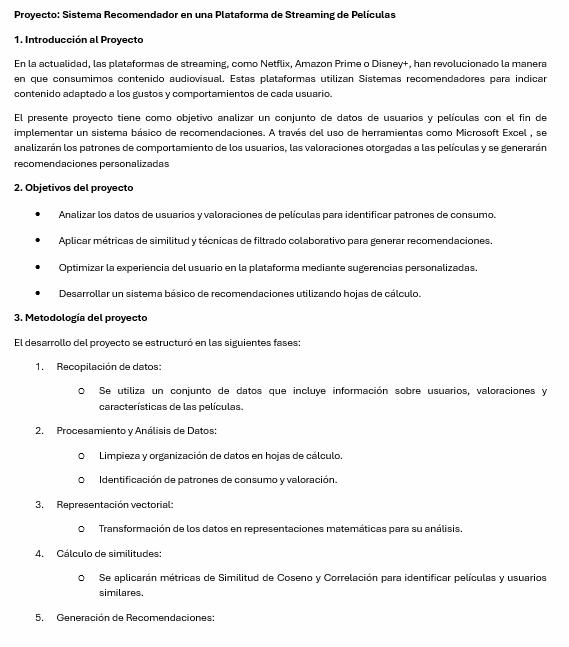 Proyecto: Sistema Recomendador en una Plataforma de Streaming de Películas
1. Introducción al Proyecto
En la actualidad, las plataformas de streaming, como Netflix, Amazon Prime o Disney+, han revolucionado la manera
en que consumimos contenido audiovisual. Estas plataformas utilizan Sistemas recomendadores para indicar
contenido adaptado a los gustos y comportamientos de cada usuario.
El presente proyecto tiene como objetivo analizar un conjunto de datos de usuarios y películas con el fin de
implementar un sistema básico de recomendaciones. A través del uso de herramientas como Microsoft Excel , se
analizarán los patrones de comportamiento de los usuarios, las valoraciones otorgadas a las películas y se generarán
recomendaciones personalizadas
2. Objetivos del proyecto
• Analizar los datos de usuarios y valoraciones de películas para identificar patrones de consumo.
• Aplicar métricas de similitud y técnicas de filtrado colaborativo para generar recomendaciones.
• Optimizar la experiencia del usuario en la plataforma mediante sugerencias personalizadas.
• Desarrollar un sistema básico de recomendaciones utilizando hojas de cálculo.
3. Metodología del proyecto
El desarrollo del proyecto se estructuró en las siguientes fases:
1. Recopilación de datos:
o Se utiliza un conjunto de datos que incluye información sobre usuarios, valoraciones y
características de las películas.
2. Procesamiento y Análisis de Datos:
o Limpieza y organización de datos en hojas de cálculo.
o Identificación de patrones de consumo y valoración.
3. Representación vectorial:
o Transformación de los datos en representaciones matemáticas para su análisis.
4. Cálculo de similitudes:
o Se aplicarán métricas de Similitud de Coseno y Correlación para identificar películas y usuarios
similares.
5. Generación de Recomendaciones: